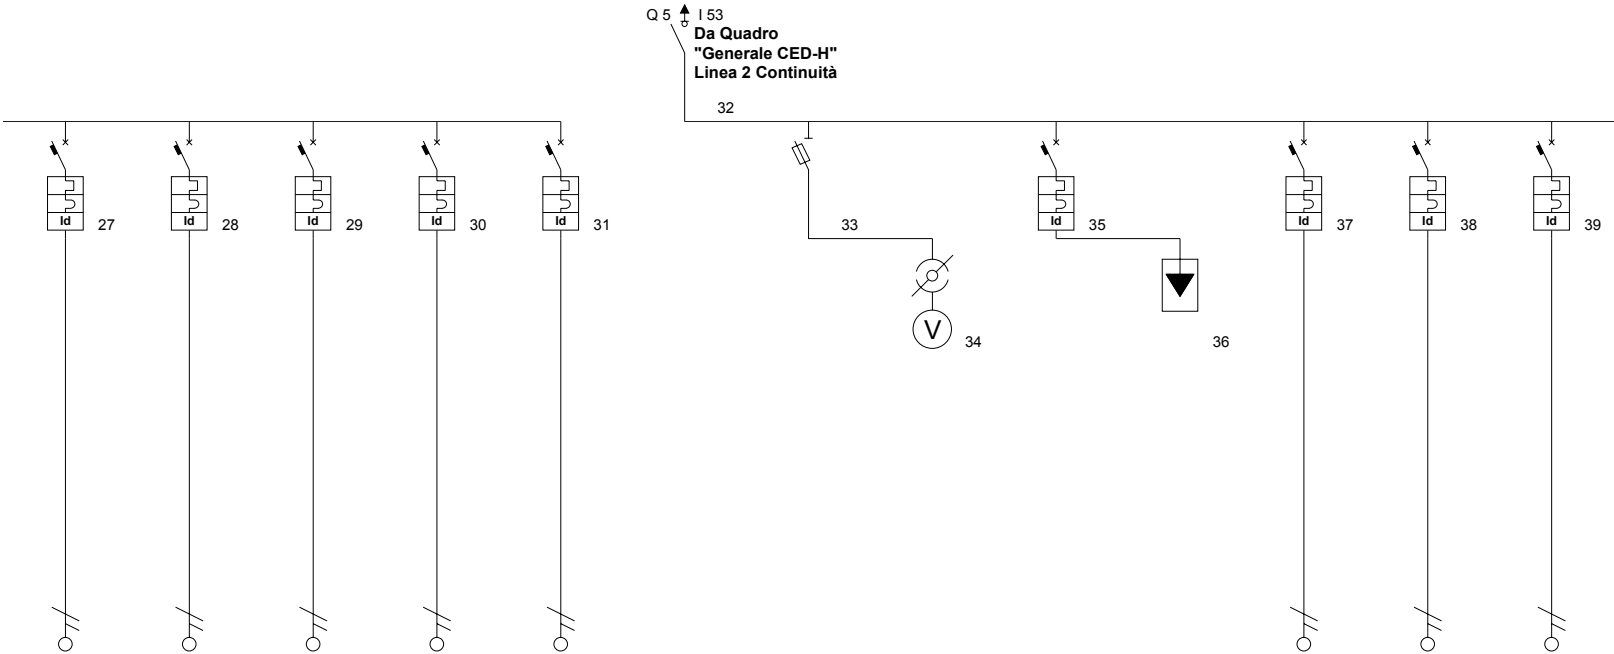 Q 5 I 53
Da Quadro
"Generale CED-H"
Linea 2 Continuità
32
Id 27 Id 28 Id 29 Id 30 Id 31 33 Id 35 Id 37 Id 38 Id 39
V 34 36